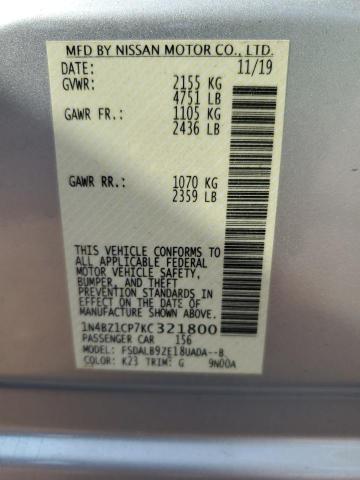 MFD BY NISSAN MOTOR CO., LTD.
DATE: 11/19
GVWR: 2155 KG
4751 LB
GAWR FR.: 1105 KG
2436 LB
GAWR RR.: 1070 KG
2359 LB
THIS VEHICLE CONFORMS TO
ALL APPLICABLE FEDERAL
MOTOR VEHICLE SAFETY,
BUMPER, AND THEFT
PREVENTION STANDARDS
IN EFFECT ON THE DATE OF
MANUFACTURE SHOWN ABOVE.
1N4BZ1CP7KC321800
PASSENGER CAR 156
MODEL: FSDALB9ZE18UADA--B
COLOR: K23 TRIM: G 9N00A